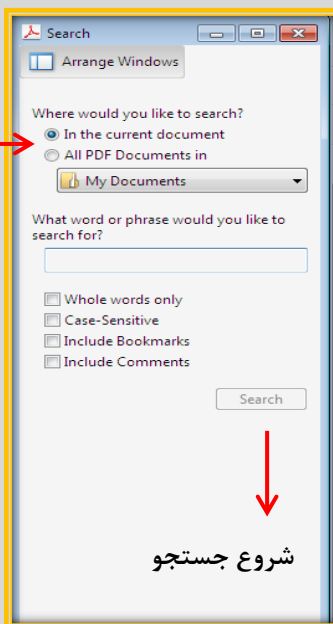 Search
Arrange Windows
Where would you like to search?
In the current document
All PDF Documents in
My Documents
What word or phrase would you like to
search for?
Whole words only
Case-Sensitive
Include Bookmarks
Include Comments
Search
شروع جستجو